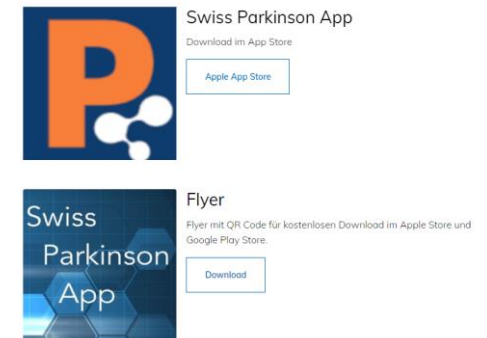 P
Swiss Parkinson App
Download im App Store
Apple App Store
Swiss
Parkinson
App
Flyer
Flyer mit QR Code für kostenlosen Download im Apple Store und
Google Play Store.
Download